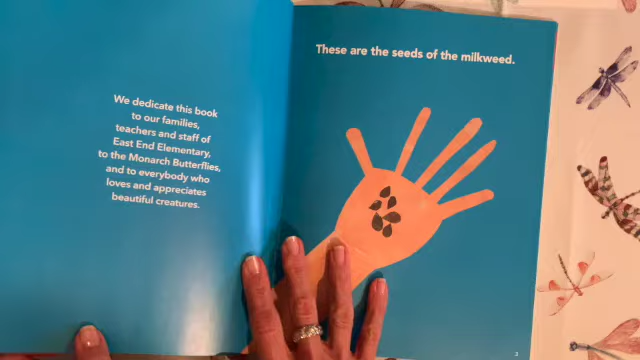 We dedicate this book
to our families,
teachers and staff of
East End Elementary,
to the Monarch Butterflies,
and to everybody who
loves and appreciates
beautiful creatures.
These are the seeds of the milkweed.